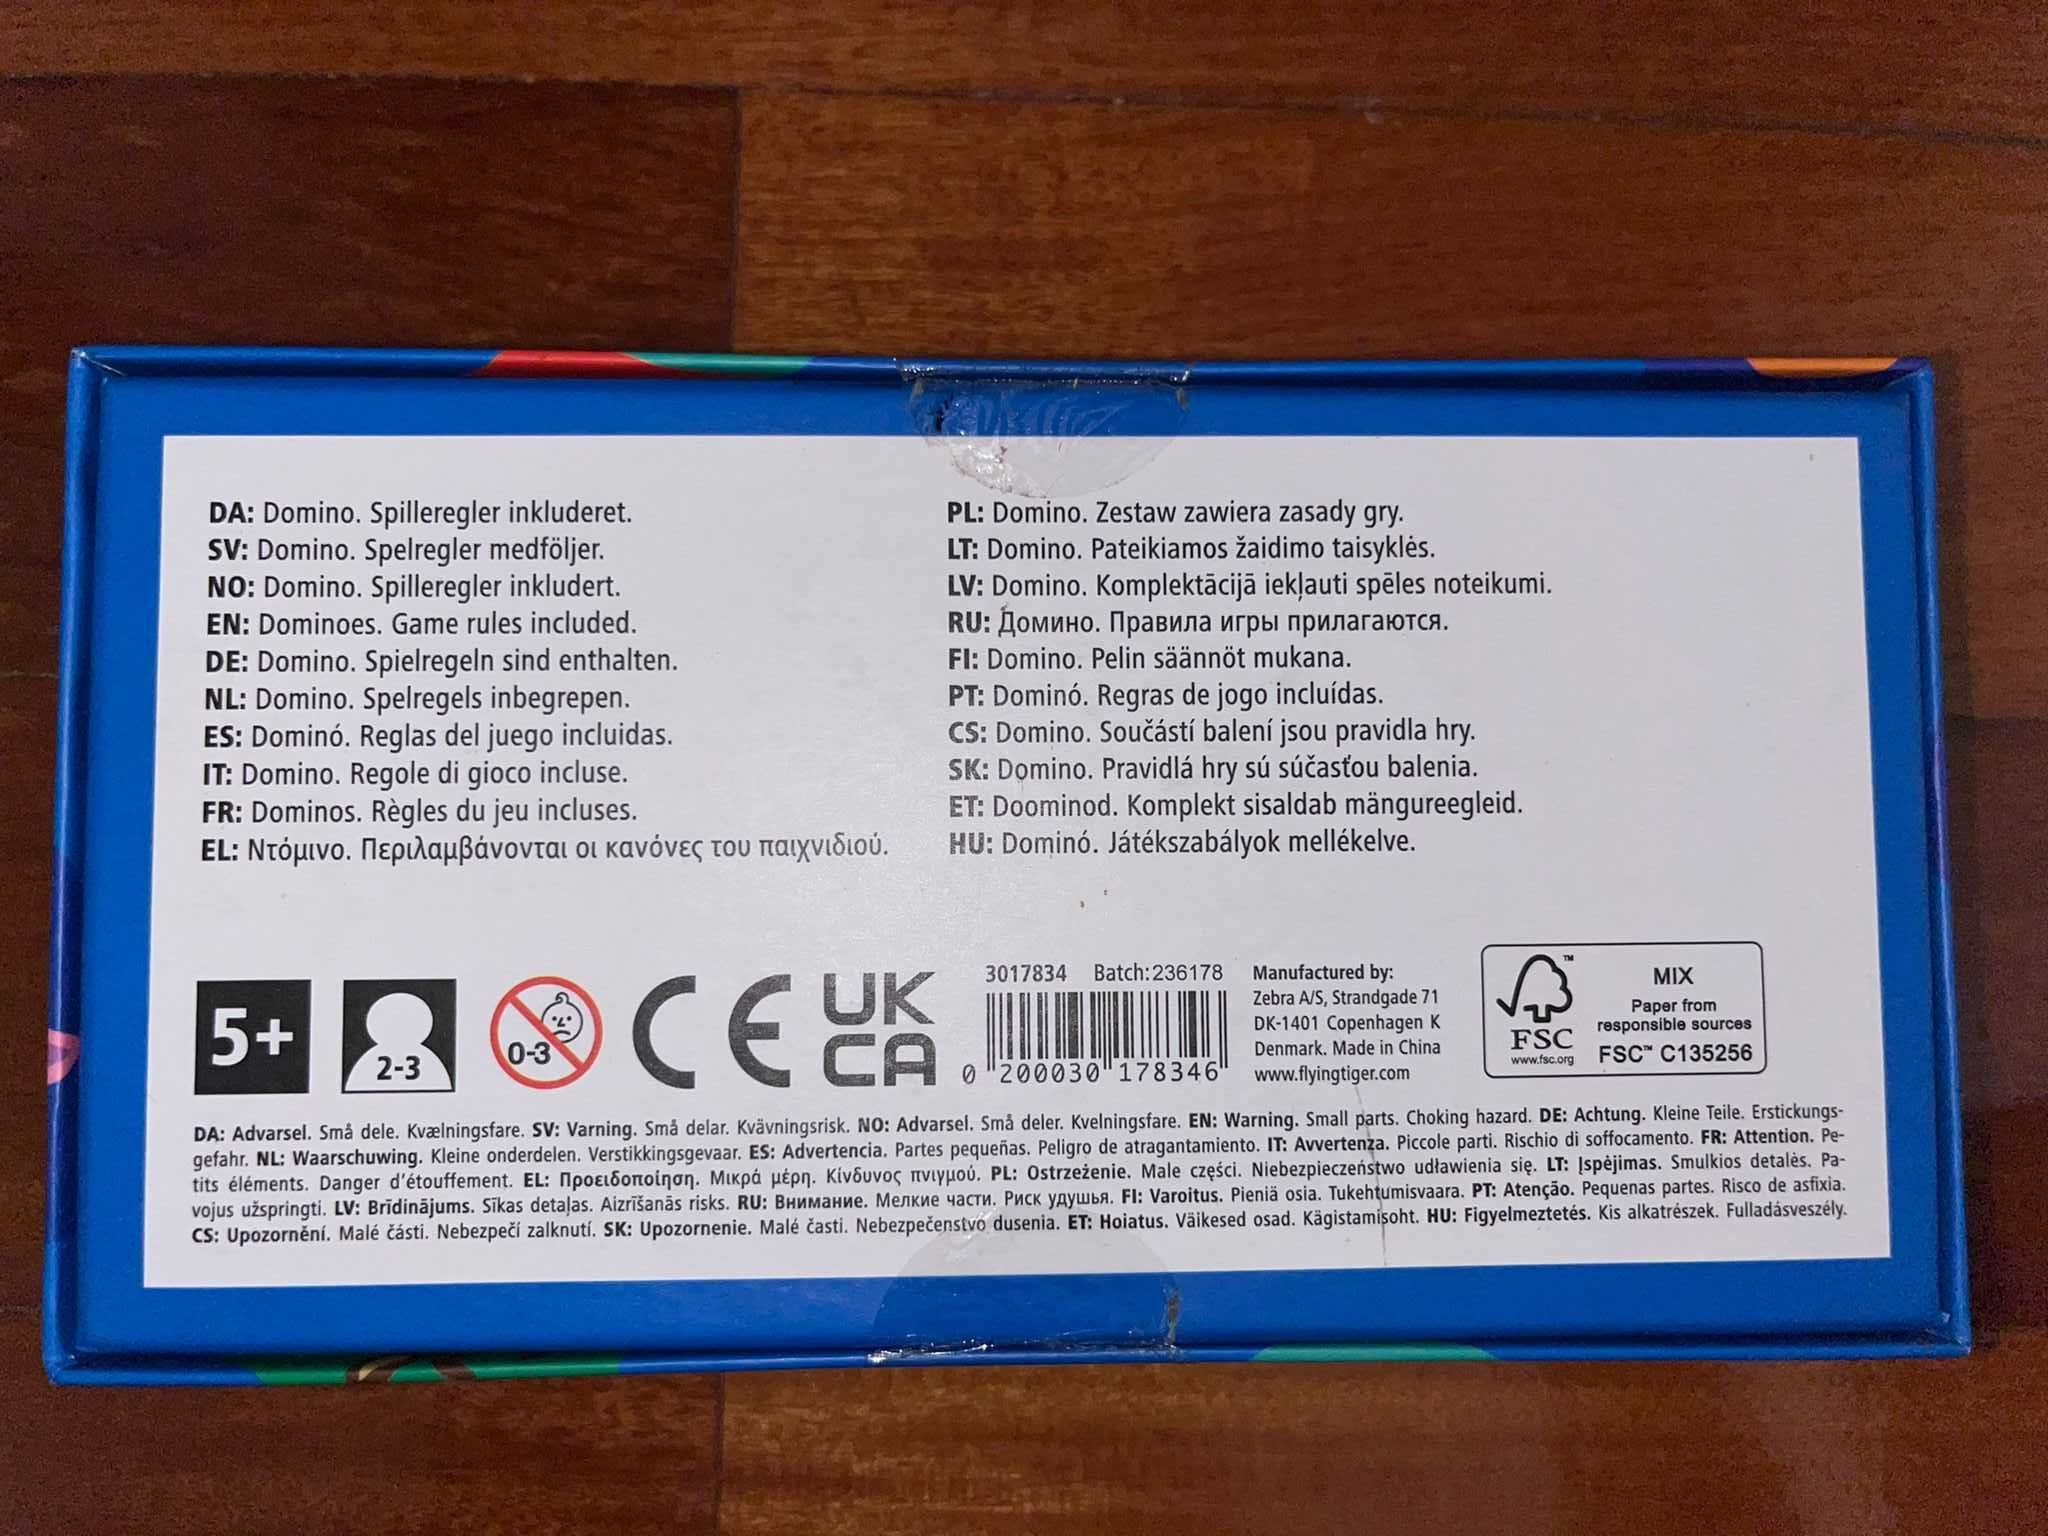 DA: Domino. Spilleregler inkluderet.
SV: Domino. Spelregler medföljer.
NO: Domino. Spilleregler inkludert.
EN: Dominoes. Game rules included.
DE: Domino. Spielregeln sind enthalten.
NL: Domino. Spelregels inbegrepen.
ES: Dominó. Reglas del juego incluidas.
IT: Domino. Regole di gioco incluse.
FR: Dominos. Règles du jeu incluses.
EL: Ντόμινο. Περιλαμβάνονται οι κανόνες του παιχνιδιού.
PL: Domino. Zestaw zawiera zasady gry.
LT: Domino. Pateikiamos žaidimo taisyklės.
LV: Domino. Komplektācijā iekļauti spēles noteikumi.
RU: Домино. Правила игры прилагаются.
FI: Domino. Pelin säännöt mukana.
PT: Dominó. Regras de jogo incluídas.
CS: Domino. Součástí balení jsou pravidla hry.
SK: Domino. Pravidlá hry sú súčasťou balenia.
ET: Doominod. Komplekt sisaldab mängureegleid.
HU: Dominó. Játékszabályok mellékelve.
5+
2-3
0-3
CE
UK
CA
3017834 Batch:236178
0 200030 178346
Manufactured by:
Zebra A/S, Strandgade 71
DK-1401 Copenhagen K
Denmark. Made in China
www.flyingtiger.com
FSC
www.fsc.org
MIX
Paper from
responsible sources
FSC™ C135256
DA: Advarsel. Små dele. Kvælningsfare. SV: Varning. Små delar. Kvävningsrisk. NO: Advarsel. Små deler. Kvelningsfare. EN: Warning. Small parts. Choking hazard. DE: Achtung. Kleine Teile. Erstickungs-
gefahr. NL: Waarschuwing. Kleine onderdelen. Verstikkingsgevaar. ES: Advertencia. Partes pequeñas. Peligro de atragantamiento. IT: Avvertenza. Piccole parti. Rischio di soffocamento. FR: Attention. Pe-
tits éléments. Danger d'étouffement. EL: Προειδοποίηση. Μικρά μέρη. Κίνδυνος πνιγμού. PL: Ostrzeżenie. Małe części. Niebezpieczeństwo udławienia się. LT: Įspėjimas. Smulkios detalės. Pa-
vojus užspringti. LV: Brīdinājums. Sīkas detaļas. Aizrīšanās risks. RU: Внимание. Мелкие части. Риск удушья. FI: Varoitus. Pieniä osia. Tukehtumisvaara. PT: Atenção. Pequenas partes. Risco de asfixia.
CS: Upozornění. Malé části. Nebezpečí zalknutí. SK: Upozornenie. Malé časti. Nebezpečenstvo dusenia. ET: Hoiatus. Väikesed osad. Kägistamisoht. HU: Figyelmeztetés. Kis alkatrészek. Fulladásveszély.